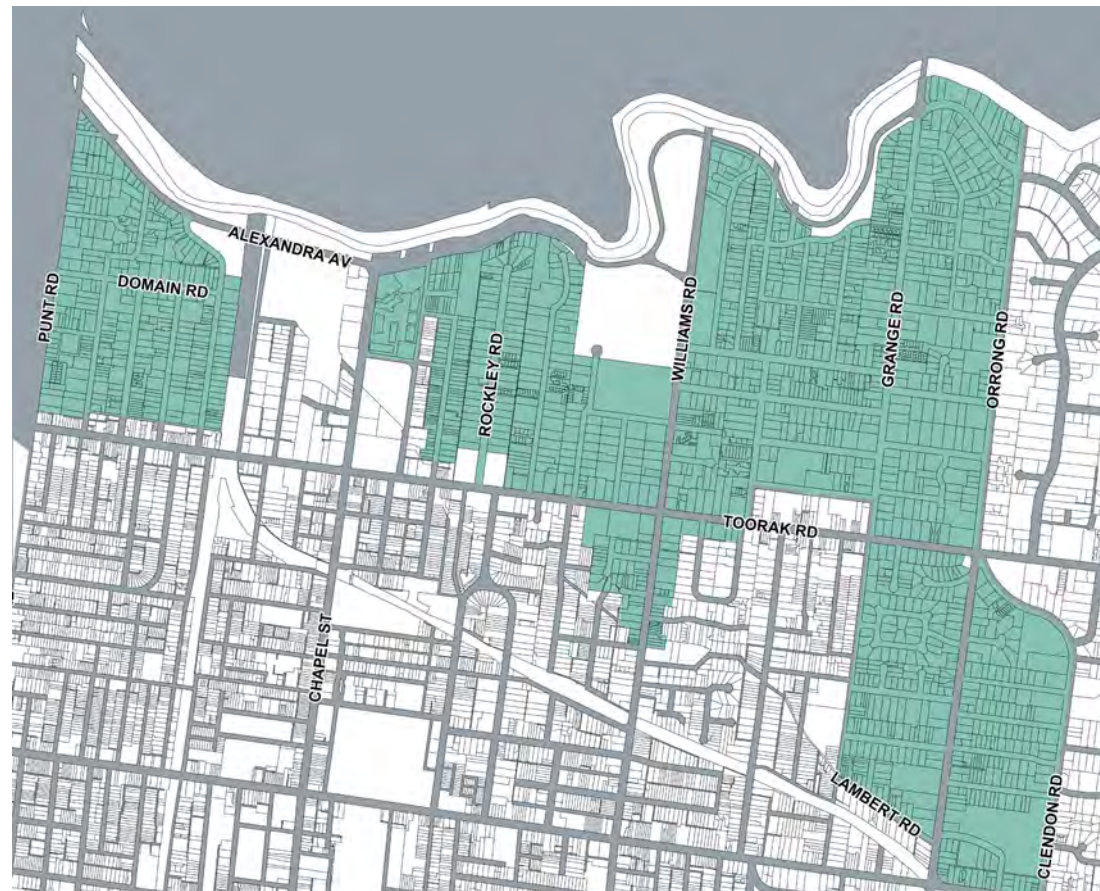 ALEXANDRA AV
DOMAIN RD
PUNT RD
WILLIAMS RD
ROCKLEY RD
GRANGE RD
ORRONG RD
TOORAK RD
CHAPEL ST
LAMBERT RD
CLENDON RD